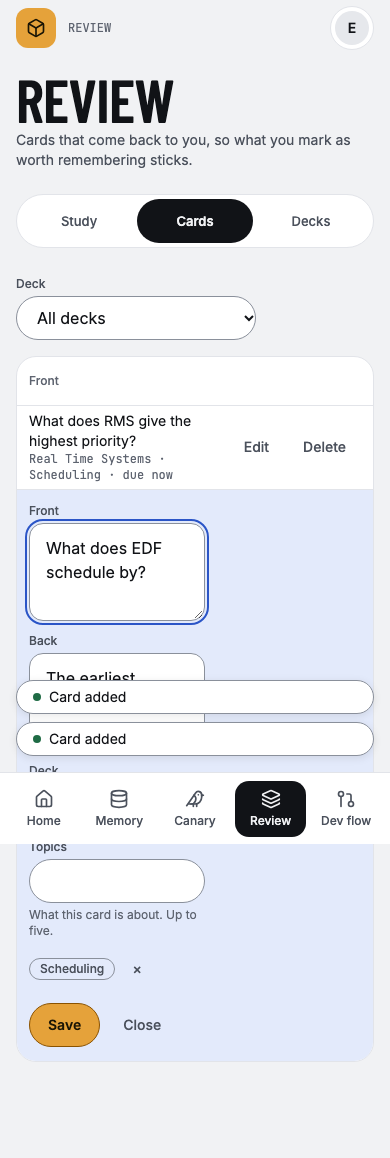 REVIEW
E
REVIEW
Cards that come back to you, so what you mark as
worth remembering sticks.
Study
Cards
Decks
Deck
All decks
Front
What does RMS give the
highest priority?
Real Time Systems ·
Scheduling · due now
Edit
Delete
Front
What does EDF
schedule by?
Back
The earliest
Card added
Card added
Deck
Home
Memory
Canary
Review
Dev flow
Topics
What this card is about. Up to
five.
Scheduling
×
Save
Close